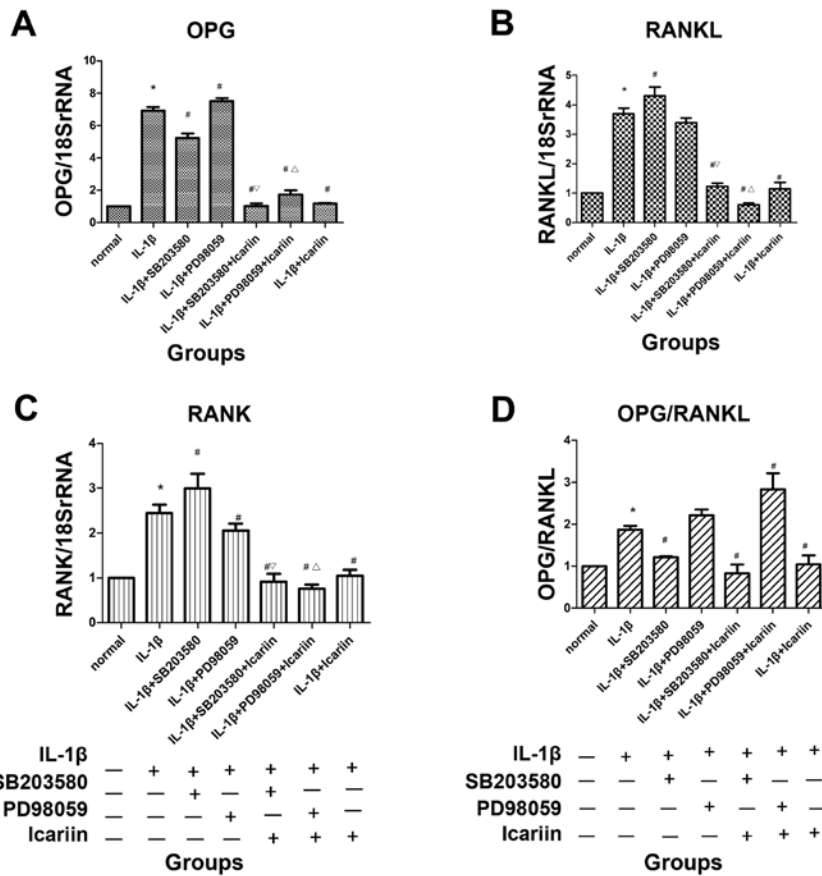 A
OPG
OPG/18SrRNA
10
8
6
4
2
0
* # # #▽ # △ #
normal
IL-1β
IL-1β+SB203580
IL-1β+PD98059
IL-1β+SB203580+Icariin
IL-1β+PD98059+Icariin
IL-1β+Icariin
Groups
B
RANKL
RANKL/18SrRNA
5
4
3
2
1
0
* # #▽ # △ #
normal
IL-1β
IL-1β+SB203580
IL-1β+PD98059
IL-1β+SB203580+Icariin
IL-1β+PD98059+Icariin
IL-1β+Icariin
Groups
C
RANK
RANK/18SrRNA
4
3
2
1
0
* # # #▽ # △ #
normal
IL-1β
IL-1β+SB203580
IL-1β+PD98059
IL-1β+SB203580+Icariin
IL-1β+PD98059+Icariin
IL-1β+Icariin
IL-1β — + + + + + +
SB203580 — — + — + — —
PD98059 — — — + — + —
Icariin — — — — + + +
Groups
D
OPG/RANKL
OPG/RANKL
4
3
2
1
0
* # # # #
normal
IL-1β
IL-1β+SB203580
IL-1β+PD98059
IL-1β+SB203580+Icariin
IL-1β+PD98059+Icariin
IL-1β+Icariin
IL-1β — + + + + + +
SB203580 — — + — + — —
PD98059 — — — + — + —
Icariin — — — — + + +
Groups